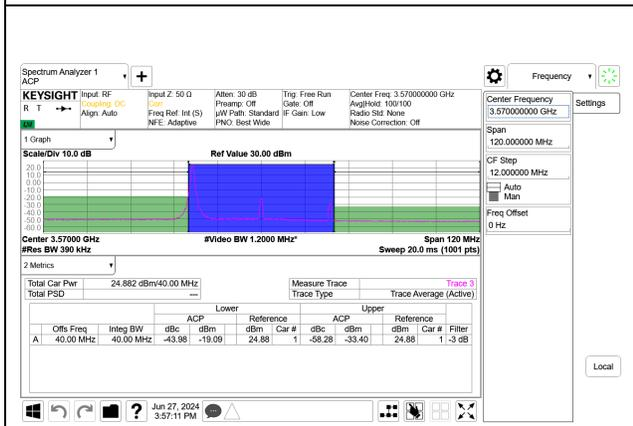 Spectrum Analyzer 1
ACP
KEYSIGHT
R T
Input: RF
Coupling: DC
Align: Auto
Input Z: 50 Ω
Corr
Freq Ref: Int (S)
NFE: Adaptive
Atten: 30 dB
Preamp: Off
µW Path: Standard
PNO: Best Wide
Trig: Free Run
Gate: Off
IF Gain: Low
Center Freq: 3.570000000 GHz
Avg|Hold: 100/100
Radio Std: None
Noise Correction: Off
1 Graph
Scale/Div 10.0 dB
Ref Value 30.00 dBm
20.0
10.0
0.00
-10.0
-20.0
-30.0
-40.0
-50.0
-60.0
Center 3.57000 GHz
#Video BW 1.2000 MHz*
Span 120 MHz
#Res BW 390 kHz
Sweep 20.0 ms (1001 pts)
2 Metrics
Total Car Pwr 24.882 dBm/40.00 MHz
Total PSD ---
Measure Trace Trace 3
Trace Type Trace Average (Active)
Lower Upper
ACP Reference ACP Reference
Offs Freq Integ BW dBc dBm dBm Car # dBc dBm dBm Car # Filter
A 40.00 MHz 40.00 MHz -43.98 -19.09 24.88 1 -58.28 -33.40 24.88 1 -3 dB
?
Jun 27, 2024
3:57:11 PM
Frequency
Center Frequency
3.570000000 GHz
Settings
Span
120.000000 MHz
CF Step
12.000000 MHz
Auto
Man
Freq Offset
0 Hz
Local